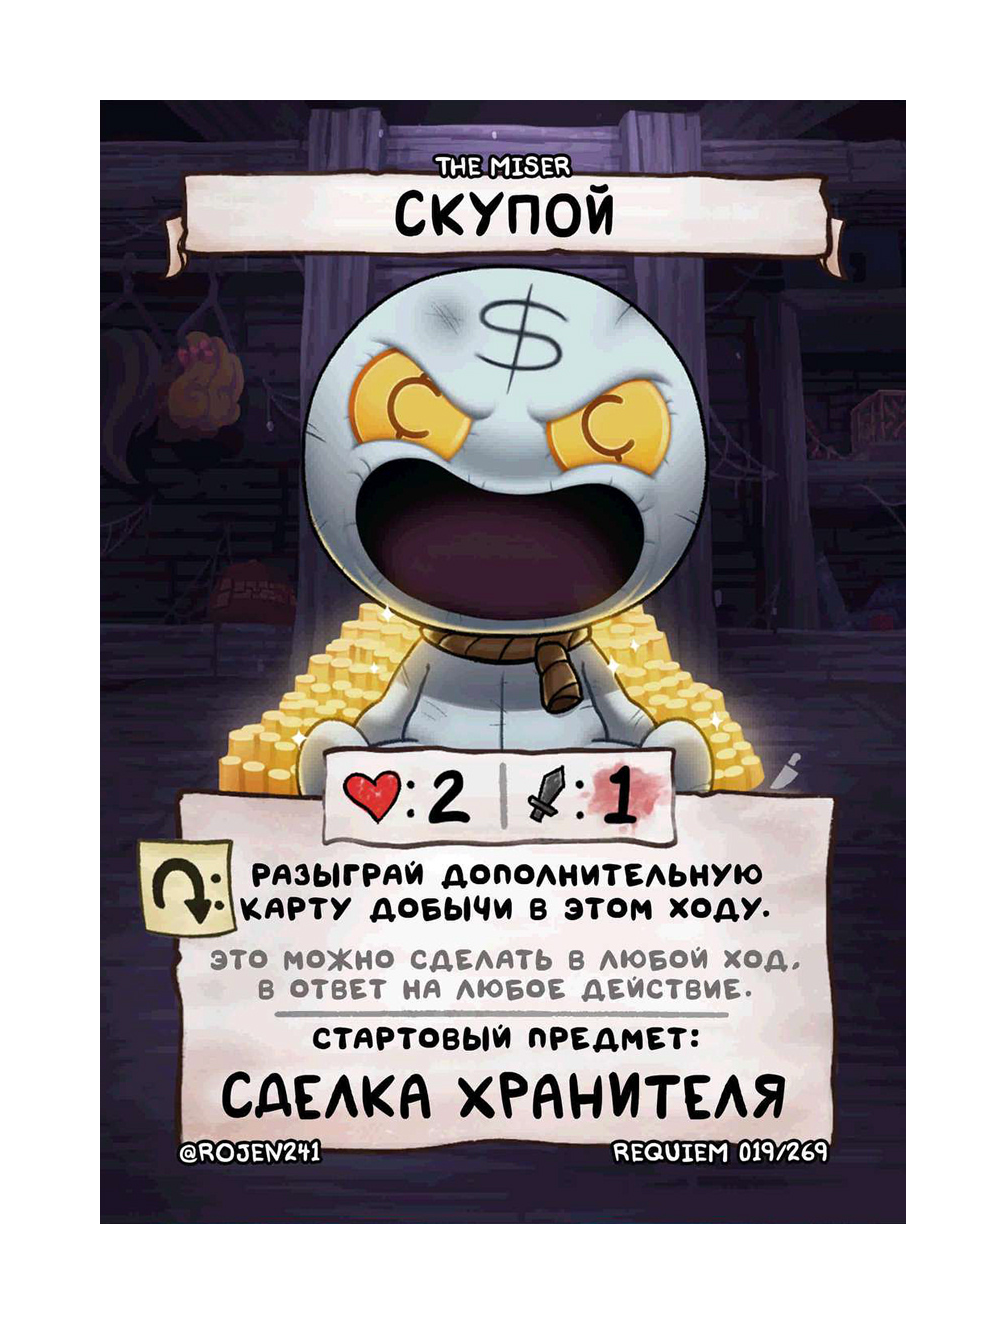 THE MISER
СКУПОЙ
$
:2 | :1
РАЗЫГРАЙ ДОПОЛНИТЕЛЬНУЮ
КАРТУ ДОБЫЧИ В ЭТОМ ХОДУ.
ЭТО МОЖНО СДЕЛАТЬ В ЛЮБОЙ ХОД,
В ОТВЕТ НА ЛЮБОЕ ДЕЙСТВИЕ.
СТАРТОВЫЙ ПРЕДМЕТ:
СДЕЛКА ХРАНИТЕЛЯ
@ROJEN241
REQUIEM 019/269